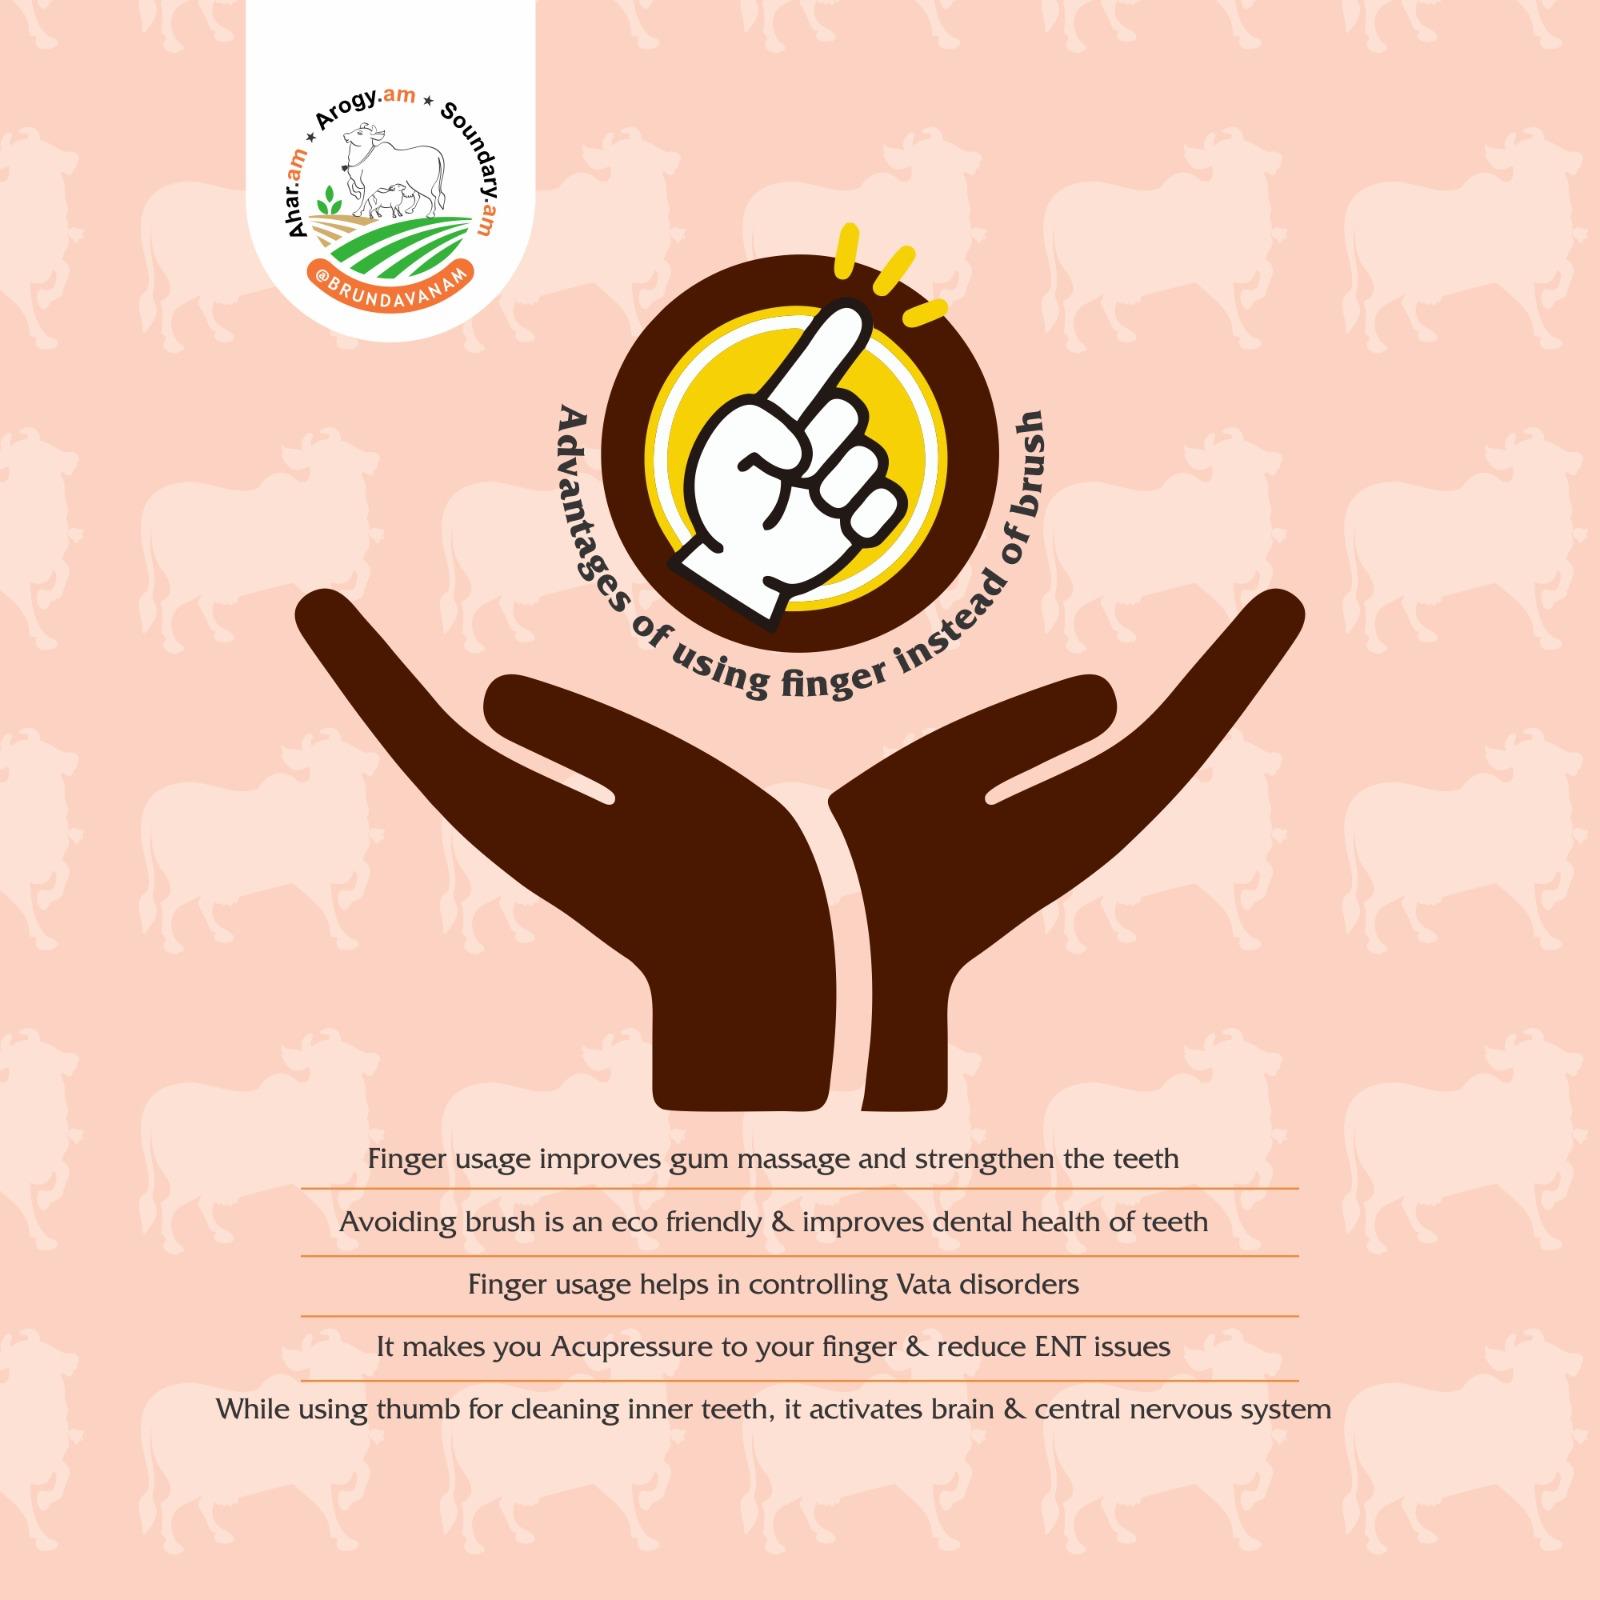 Ahar.am ★ Arogy.am ★ Soundary.am
@BRUNDAVANAM
Advantages of using finger instead of brush
Finger usage improves gum massage and strengthen the teeth
Avoiding brush is an eco friendly & improves dental health of teeth
Finger usage helps in controlling Vata disorders
It makes you Acupressure to your finger & reduce ENT issues
While using thumb for cleaning inner teeth, it activates brain & central nervous system